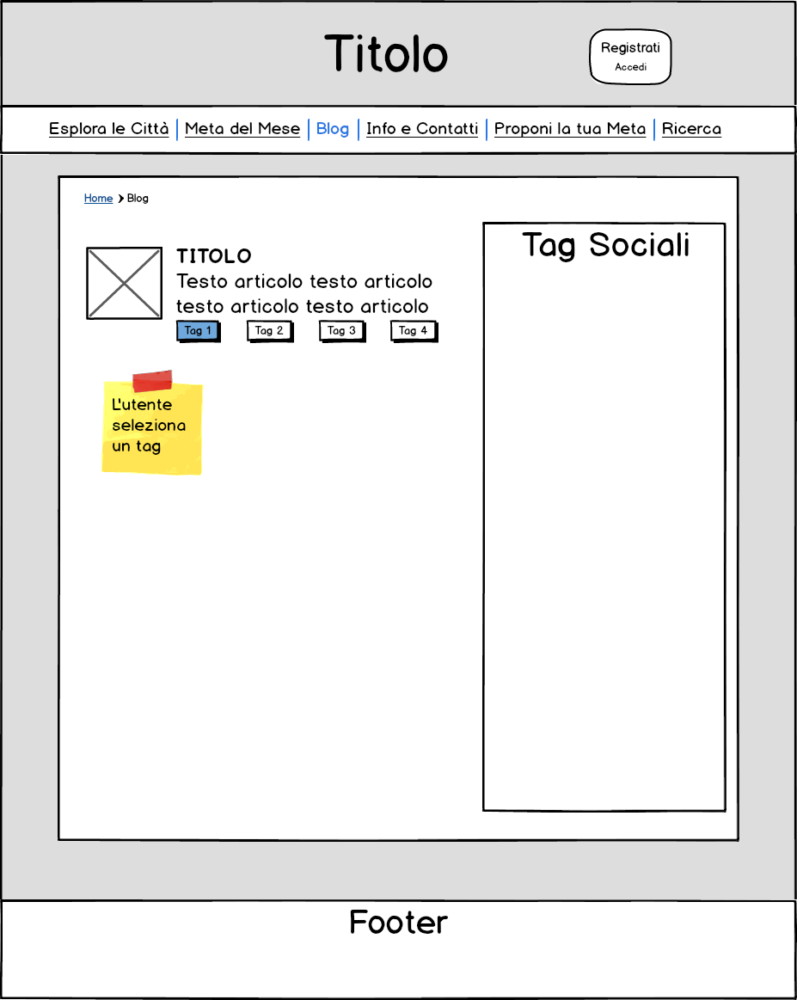 Titolo
Registrati
Accedi
Esplora le Città | Meta del Mese | Blog | Info e Contatti | Proponi la tua Meta | Ricerca
Home > Blog
Tag Sociali
TITOLO
Testo articolo testo articolo
testo articolo testo articolo
Tag 1 Tag 2 Tag 3 Tag 4
L'utente
seleziona
un tag
Footer